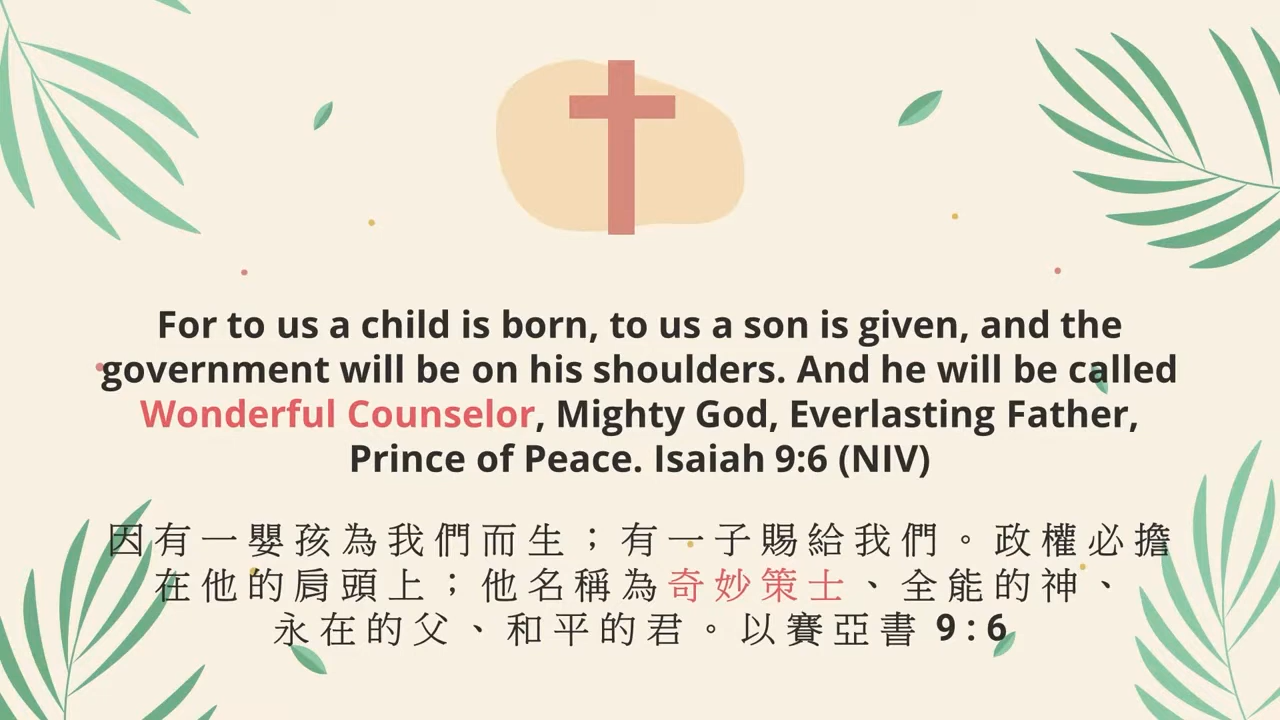 For to us a child is born, to us a son is given, and the
government will be on his shoulders. And he will be called
Wonderful Counselor, Mighty God, Everlasting Father,
Prince of Peace. Isaiah 9:6 (NIV)
因有一嬰孩為我們而生；有一子賜給我們。政權必擔
在他的肩頭上；他名稱為奇妙策士、全能的神、
永在的父、和平的君。以賽亞書 9:6